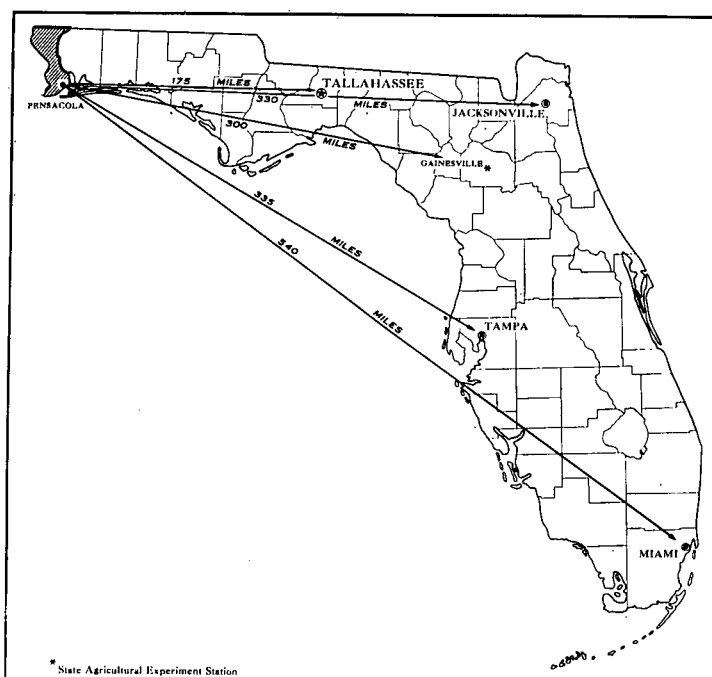 175 MILES
TALLAHASSEE
PENSACOLA
330 MILES
JACKSONVILLE
300 MILES
GAINESVILLE *
335 MILES
540 MILES
TAMPA
MIAMI
* State Agricultural Experiment Station